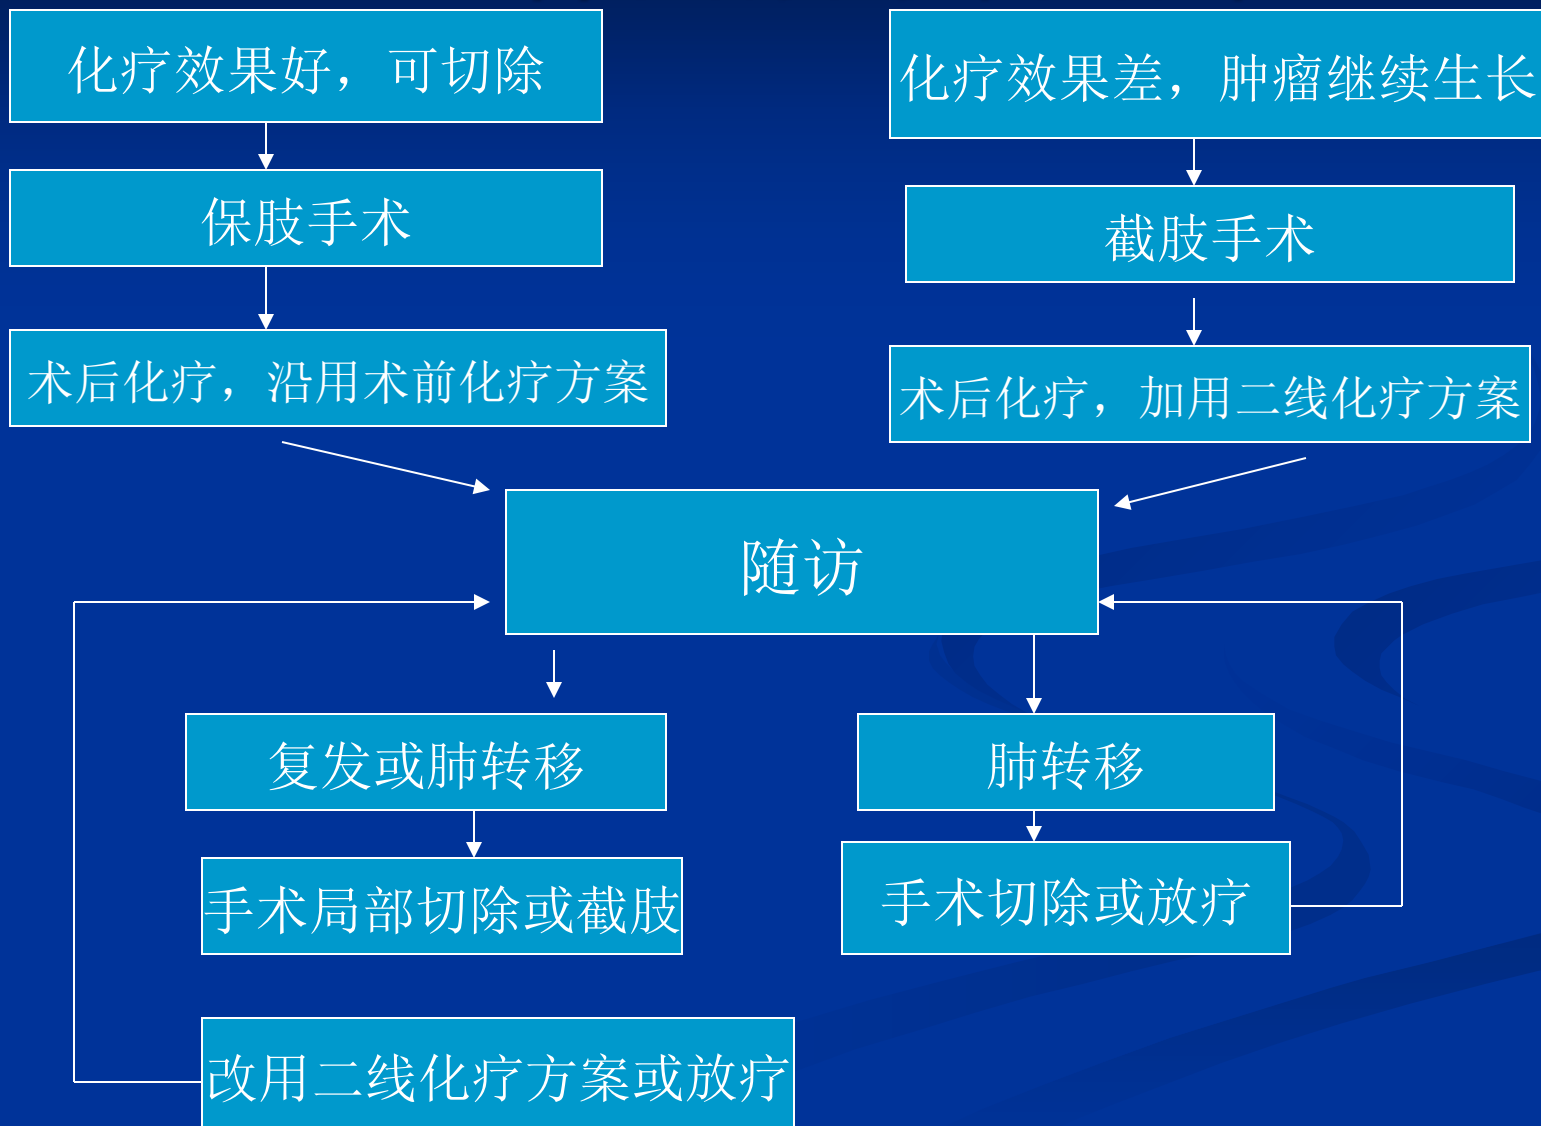 化疗效果好，可切除
化疗效果差，肿瘤继续生长
保肢手术
截肢手术
术后化疗，沿用术前化疗方案
术后化疗，加用二线化疗方案
随访
复发或肺转移
肺转移
手术局部切除或截肢
手术切除或放疗
改用二线化疗方案或放疗